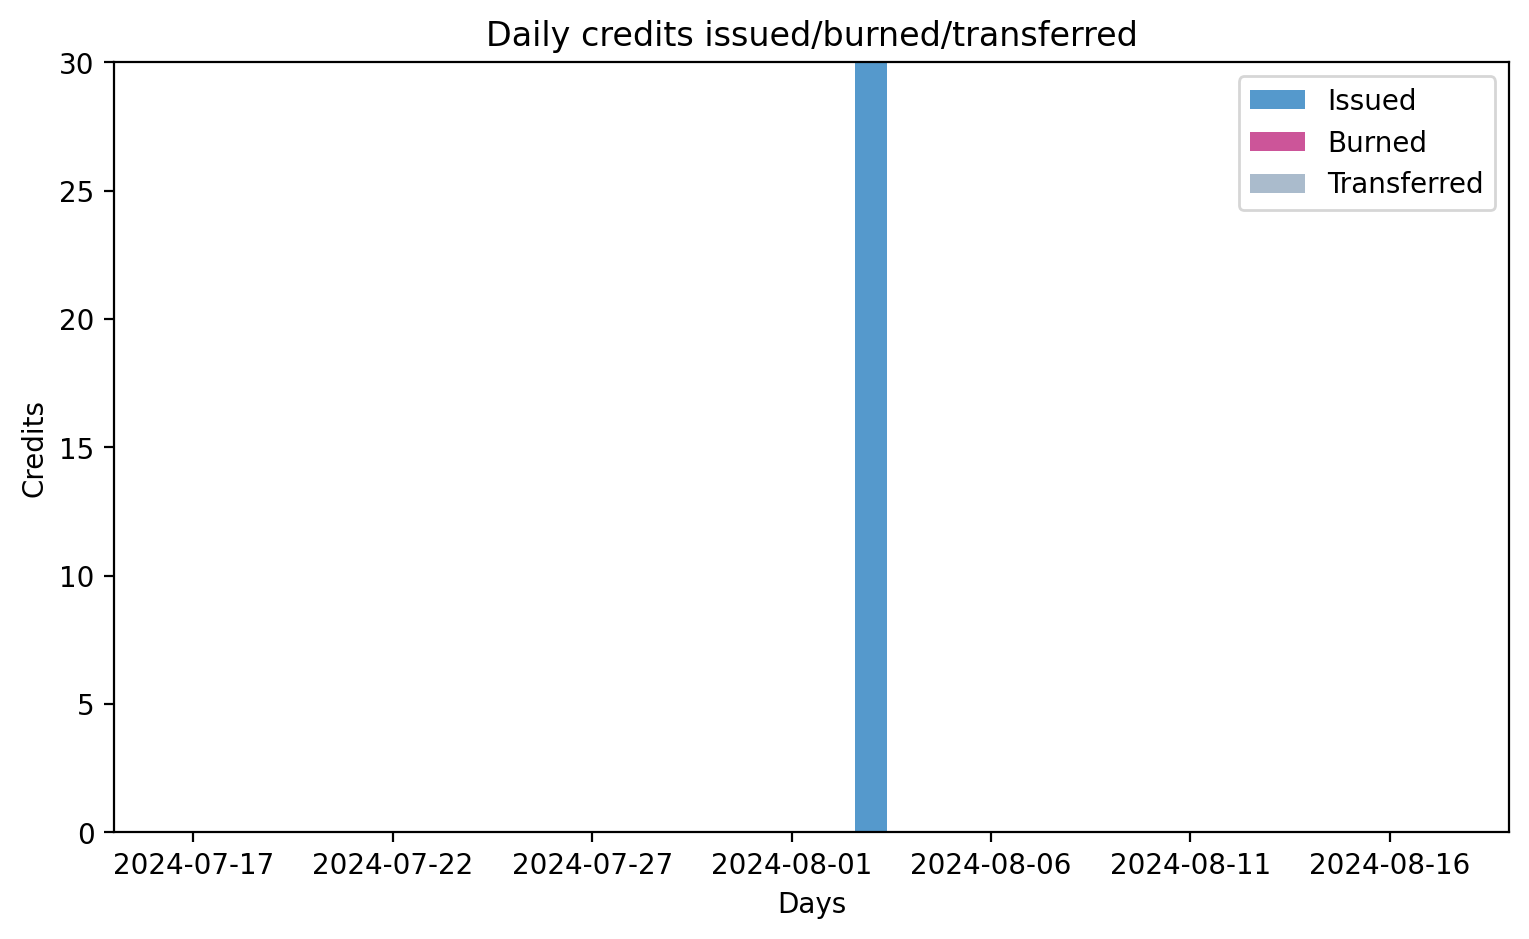 Daily credits issued/burned/transferred
30
25
20
15
10
5
0
Credits
Issued
Burned
Transferred
2024-07-17 2024-07-22 2024-07-27 2024-08-01 2024-08-06 2024-08-11 2024-08-16
Days